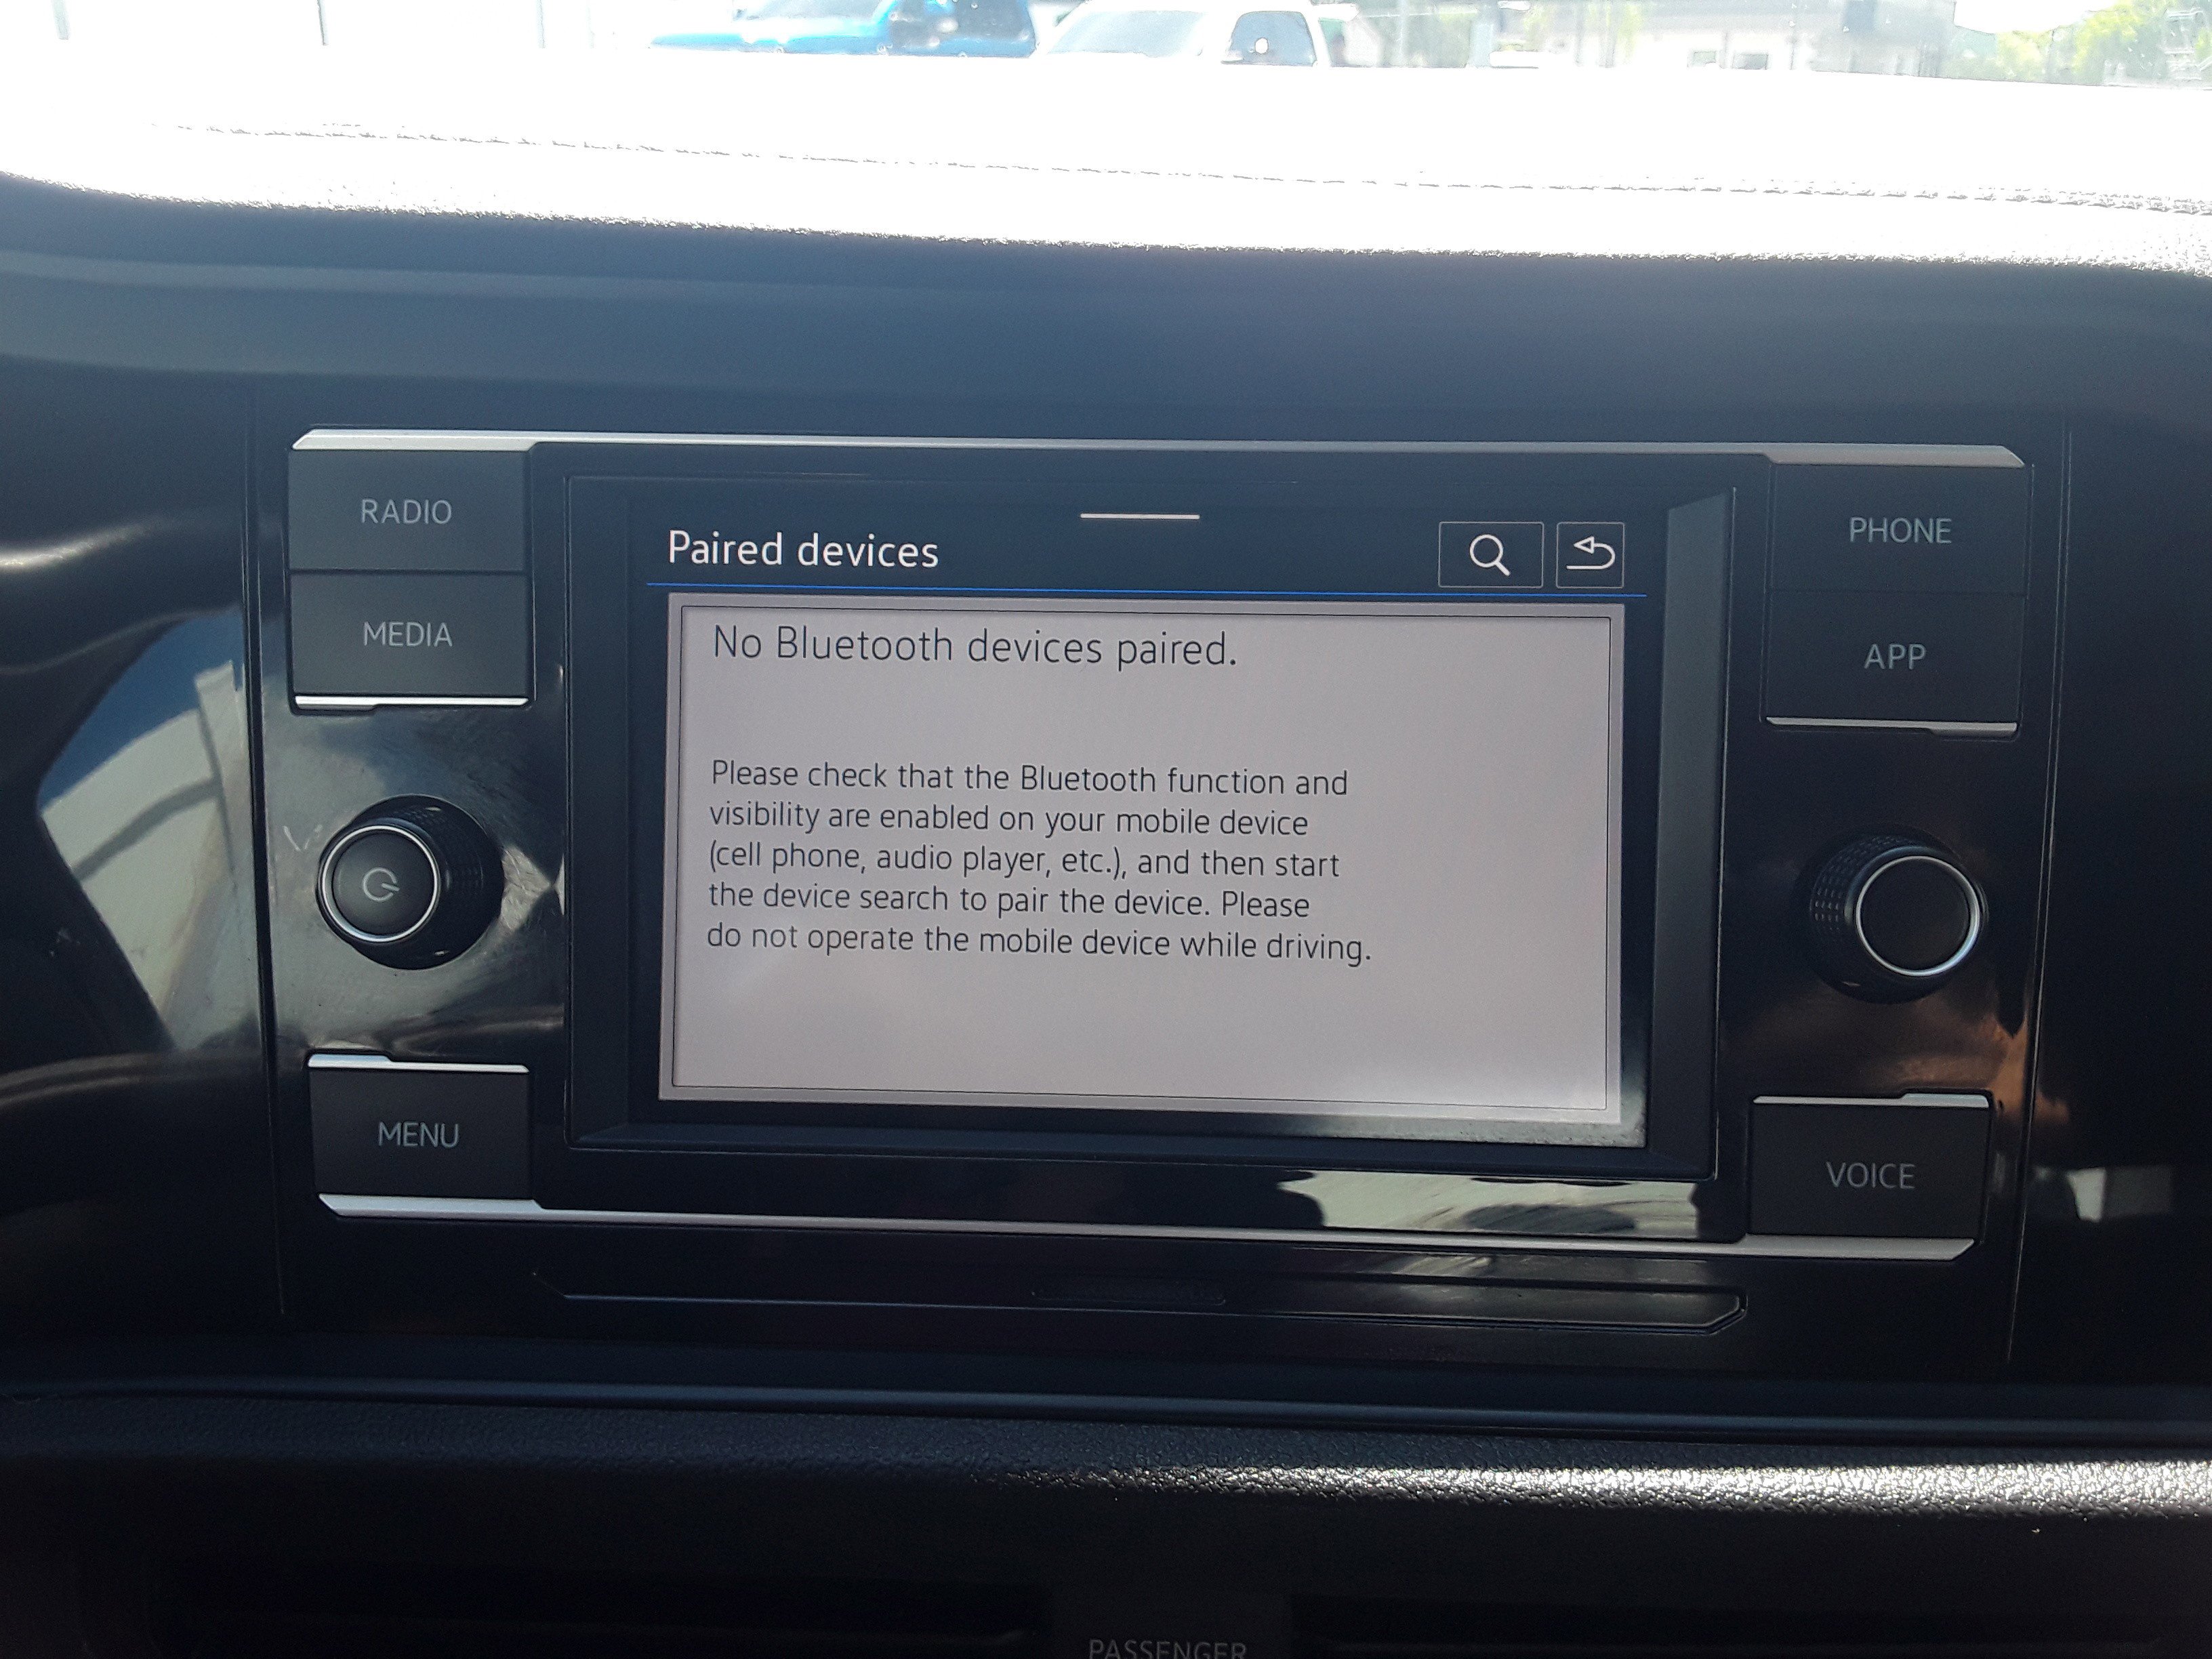 RADIO
MEDIA
MENU
Paired devices
No Bluetooth devices paired.
Please check that the Bluetooth function and
visibility are enabled on your mobile device
(cell phone, audio player, etc.), and then start
the device search to pair the device. Please
do not operate the mobile device while driving.
PHONE
APP
VOICE
PASSENGER